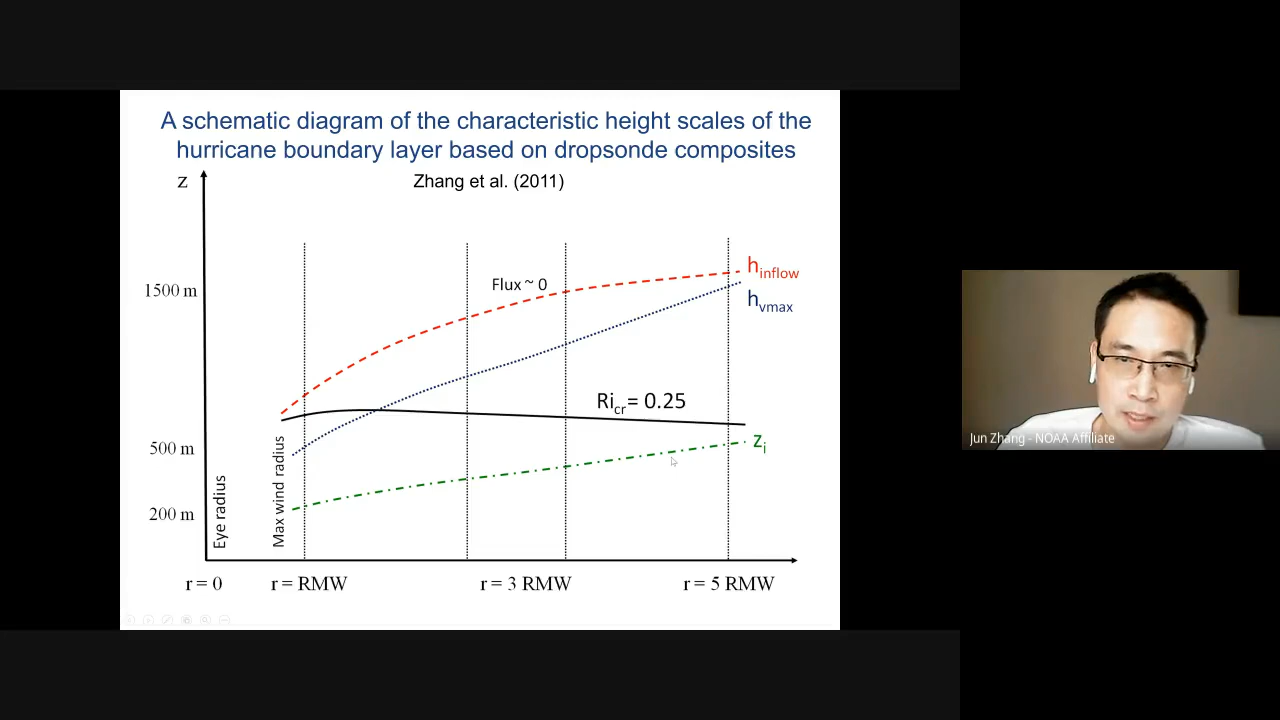 A schematic diagram of the characteristic height scales of the
hurricane boundary layer based on dropsonde composites
Zhang et al. (2011)
z
1500 m
500 m
200 m
Flux ~ 0
h_inflow
h_vmax
Ri_cr = 0.25
z_i
Eye radius
Max wind radius
r = 0
r = RMW
r = 3 RMW
r = 5 RMW
Jun Zhang - NOAA Affiliate